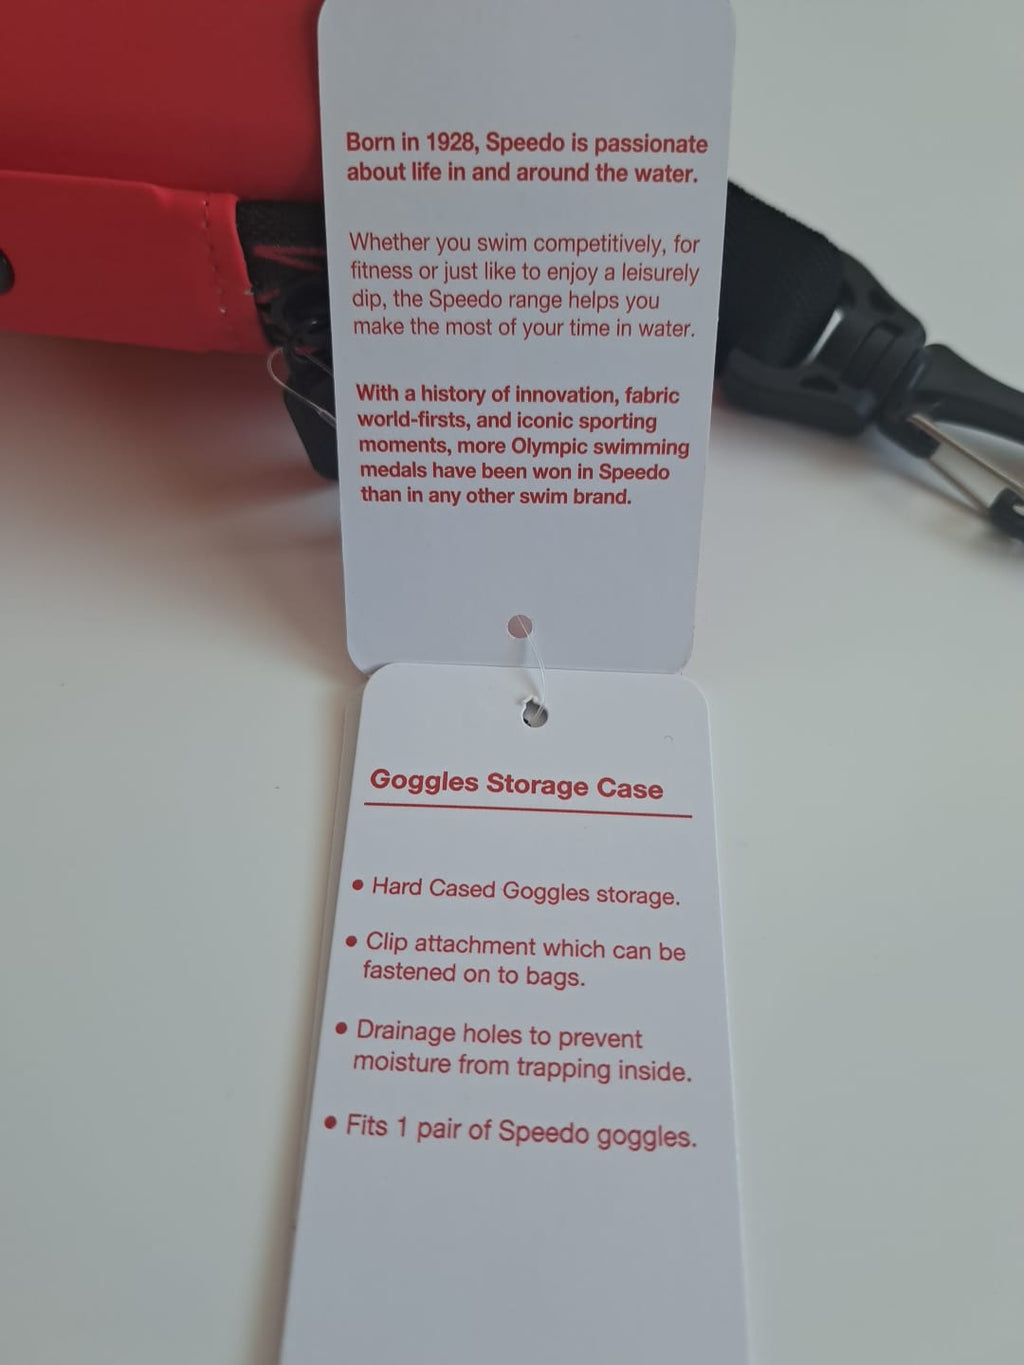 Born in 1928, Speedo is passionate
about life in and around the water.
Whether you swim competitively, for
fitness or just like to enjoy a leisurely
dip, the Speedo range helps you
make the most of your time in water.
With a history of innovation, fabric
world-firsts, and iconic sporting
moments, more Olympic swimming
medals have been won in Speedo
than in any other swim brand.
Goggles Storage Case
• Hard Cased Goggles storage.
• Clip attachment which can be
fastened on to bags.
• Drainage holes to prevent
moisture from trapping inside.
• Fits 1 pair of Speedo goggles.